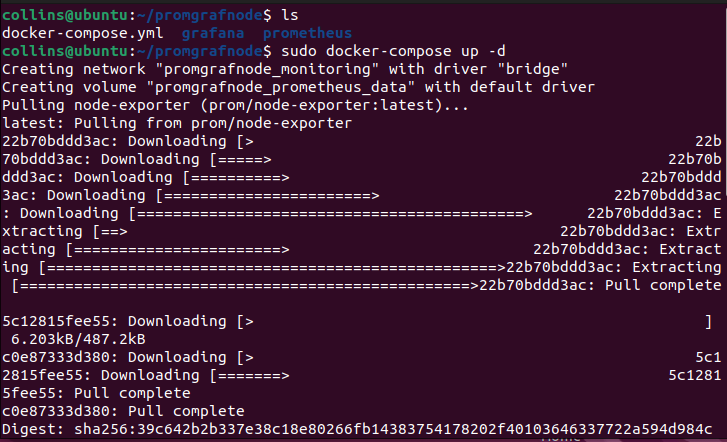 collins@ubuntu:~/promgrafnode$ ls
docker-compose.yml  grafana  prometheus
collins@ubuntu:~/promgrafnode$ sudo docker-compose up -d
Creating network "promgrafnode_monitoring" with driver "bridge"
Creating volume "promgrafnode_prometheus_data" with default driver
Pulling node-exporter (prom/node-exporter:latest)...
latest: Pulling from prom/node-exporter
22b70bddd3ac: Downloading [> 22b
70bddd3ac: Downloading [=====> 22b70b
ddd3ac: Downloading [==========> 22b70bddd
3ac: Downloading [=======================> 22b70bddd3ac
: Downloading [===========================================> 22b70bddd3ac: E
xtracting [==> 22b70bddd3ac: Extr
acting [=======================> 22b70bddd3ac: Extract
ing [==================================================>22b70bddd3ac: Extracting
[==================================================>22b70bddd3ac: Pull complete
5c12815fee55: Downloading [> ]
6.203kB/487.2kB
c0e87333d380: Downloading [> 5c1
2815fee55: Downloading [=======> 5c1281
5fee55: Pull complete
c0e87333d380: Pull complete
Digest: sha256:39c642b2b337e38c18e80266fb14383754178202f40103646337722a594d984c